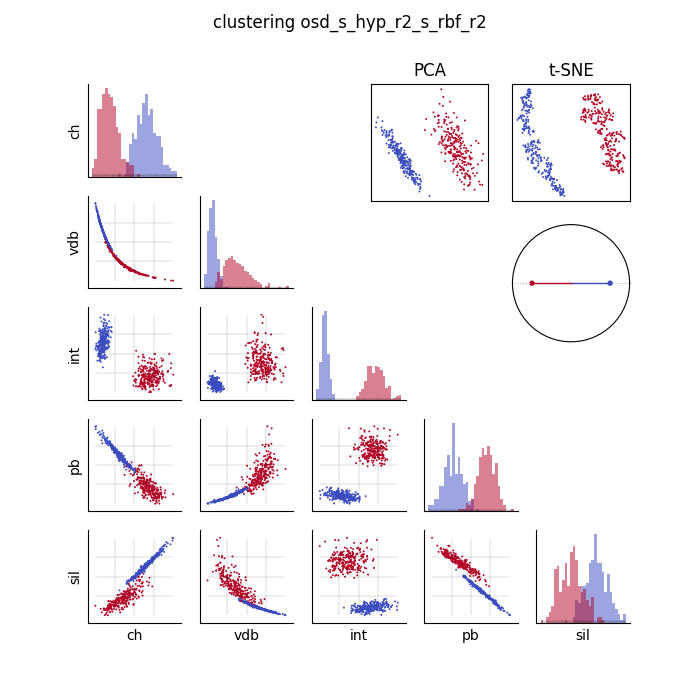 clustering osd_s_hyp_r2_s_rbf_r2
PCA
t-SNE
ch
vdb
int
pb
sil
ch
vdb
int
pb
sil